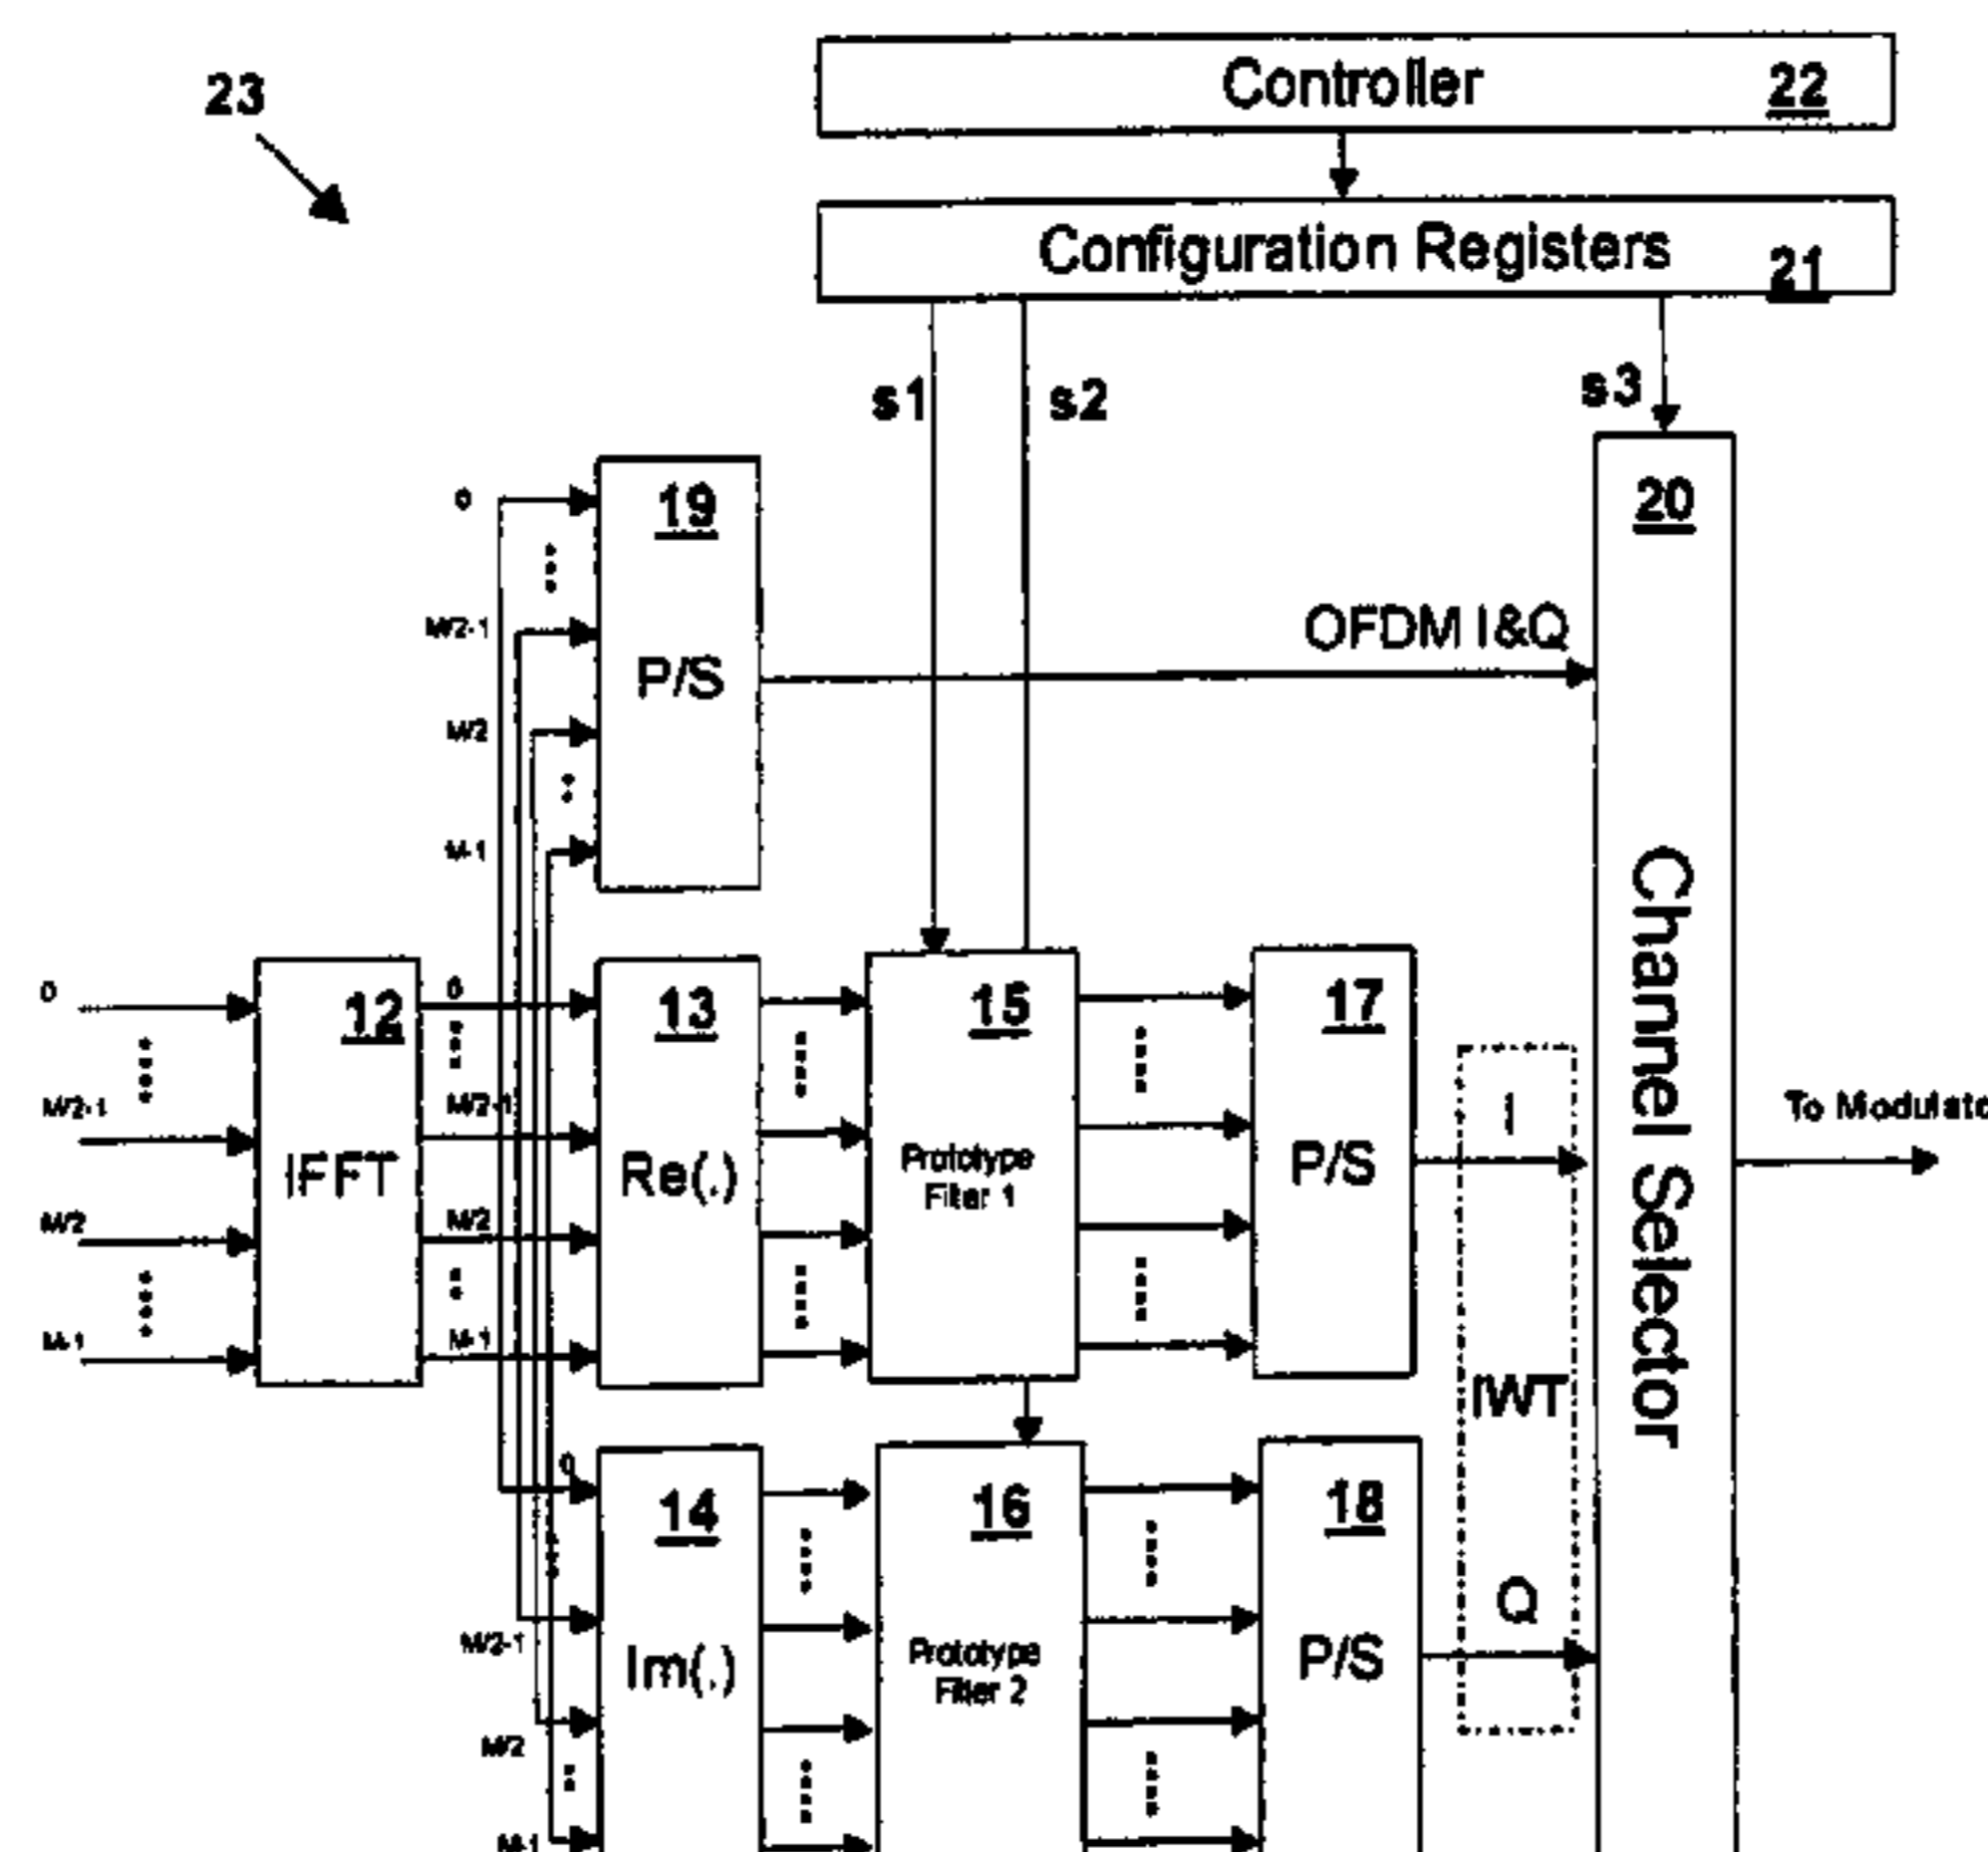 23
Controller 22
Configuration Registers 21
s1
s2
s3
0
19
20
M/2-1
OFDM I&Q
P/S
M/2
M-1
Channel Selector
0
12
0
13
15
17
M/2-1
M/2-1
I
To Modulato
IFFT
Re(.)
Prototype
Filter 1
P/S
M/2
M/2
M-1
M-1
IWT
0
14
16
18
Q
M/2-1
Im(.)
Prototype
Filter 2
P/S
M/2
M-1